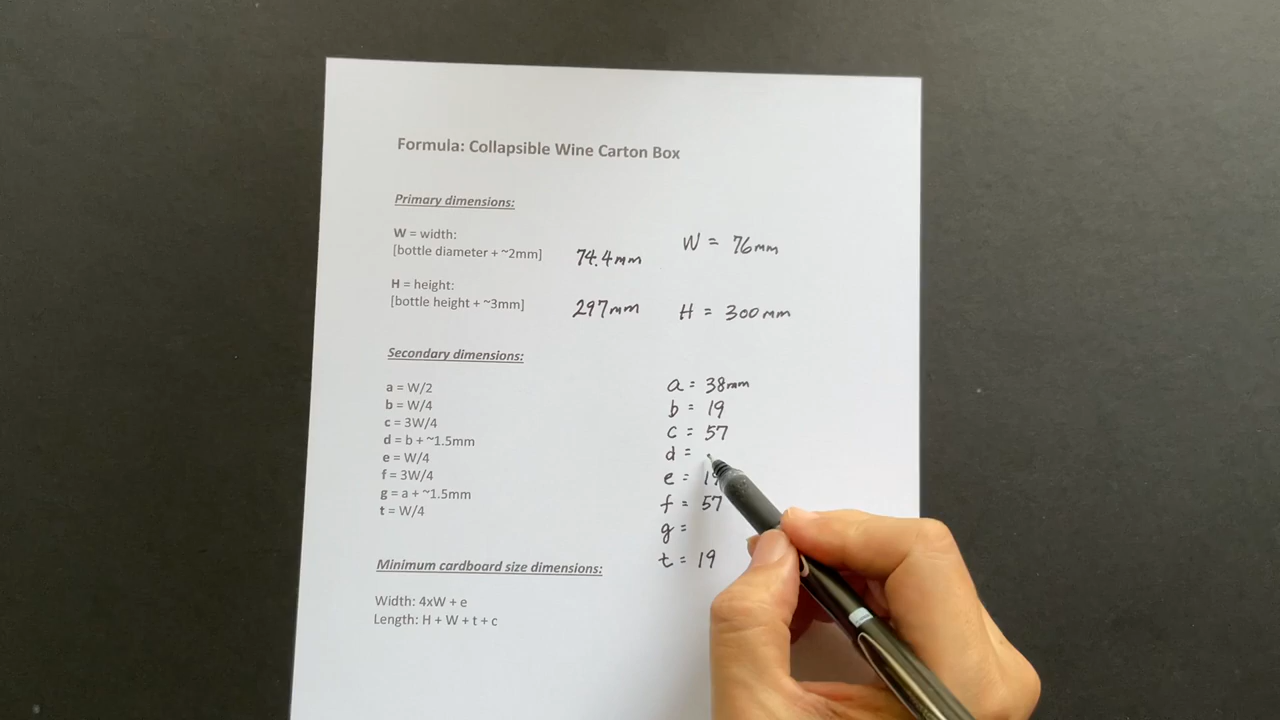 Formula: Collapsible Wine Carton Box
Primary dimensions:
W = width:
[bottle diameter + ~2mm] 74.4mm W = 76mm
H = height:
[bottle height + ~3mm] 297mm H = 300mm
Secondary dimensions:
a = W/2 a = 38mm
b = W/4 b = 19
c = 3W/4 c = 57
d = b + ~1.5mm d =
e = W/4 e = 19
f = 3W/4 f = 57
g = a + ~1.5mm g =
t = W/4 t = 19
Minimum cardboard size dimensions:
Width: 4xW + e
Length: H + W + t + c